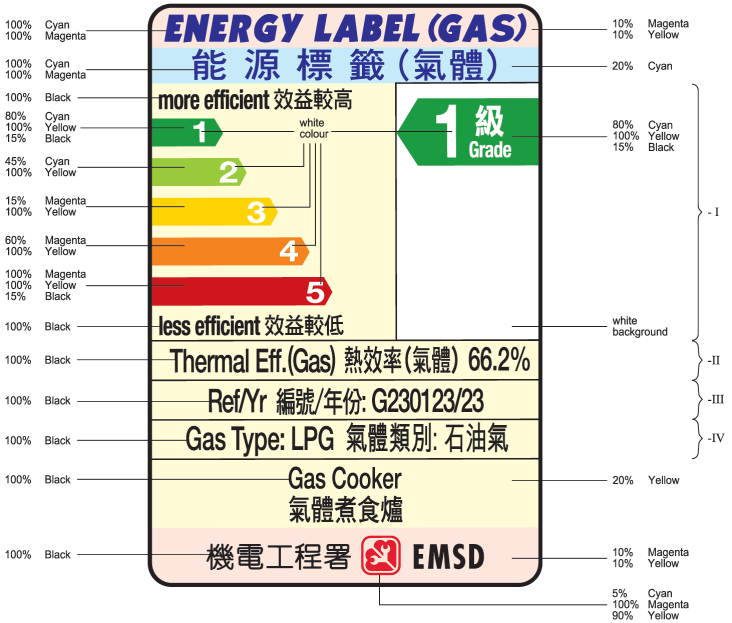 100% Cyan
100% Magenta
ENERGY LABEL (GAS)
10% Magenta
10% Yellow
100% Cyan
100% Magenta
能源標籤(氣體)
20% Cyan
100% Black
more efficient 效益較高
80% Cyan
100% Yellow
15% Black
1
white
colour
1級
Grade
80% Cyan
100% Yellow
15% Black
45% Cyan
100% Yellow
2
15% Magenta
100% Yellow
3
- I
60% Magenta
100% Yellow
4
100% Magenta
100% Yellow
15% Black
5
100% Black
less efficient 效益較低
white
background
100% Black
Thermal Eff.(Gas) 熱效率(氣體) 66.2%
-II
100% Black
Ref/Yr 編號/年份: G230123/23
-III
100% Black
Gas Type: LPG 氣體類別: 石油氣
-IV
100% Black
Gas Cooker
20% Yellow
氣體煮食爐
100% Black
機電工程署 EMSD
10% Magenta
10% Yellow
5% Cyan
100% Magenta
90% Yellow